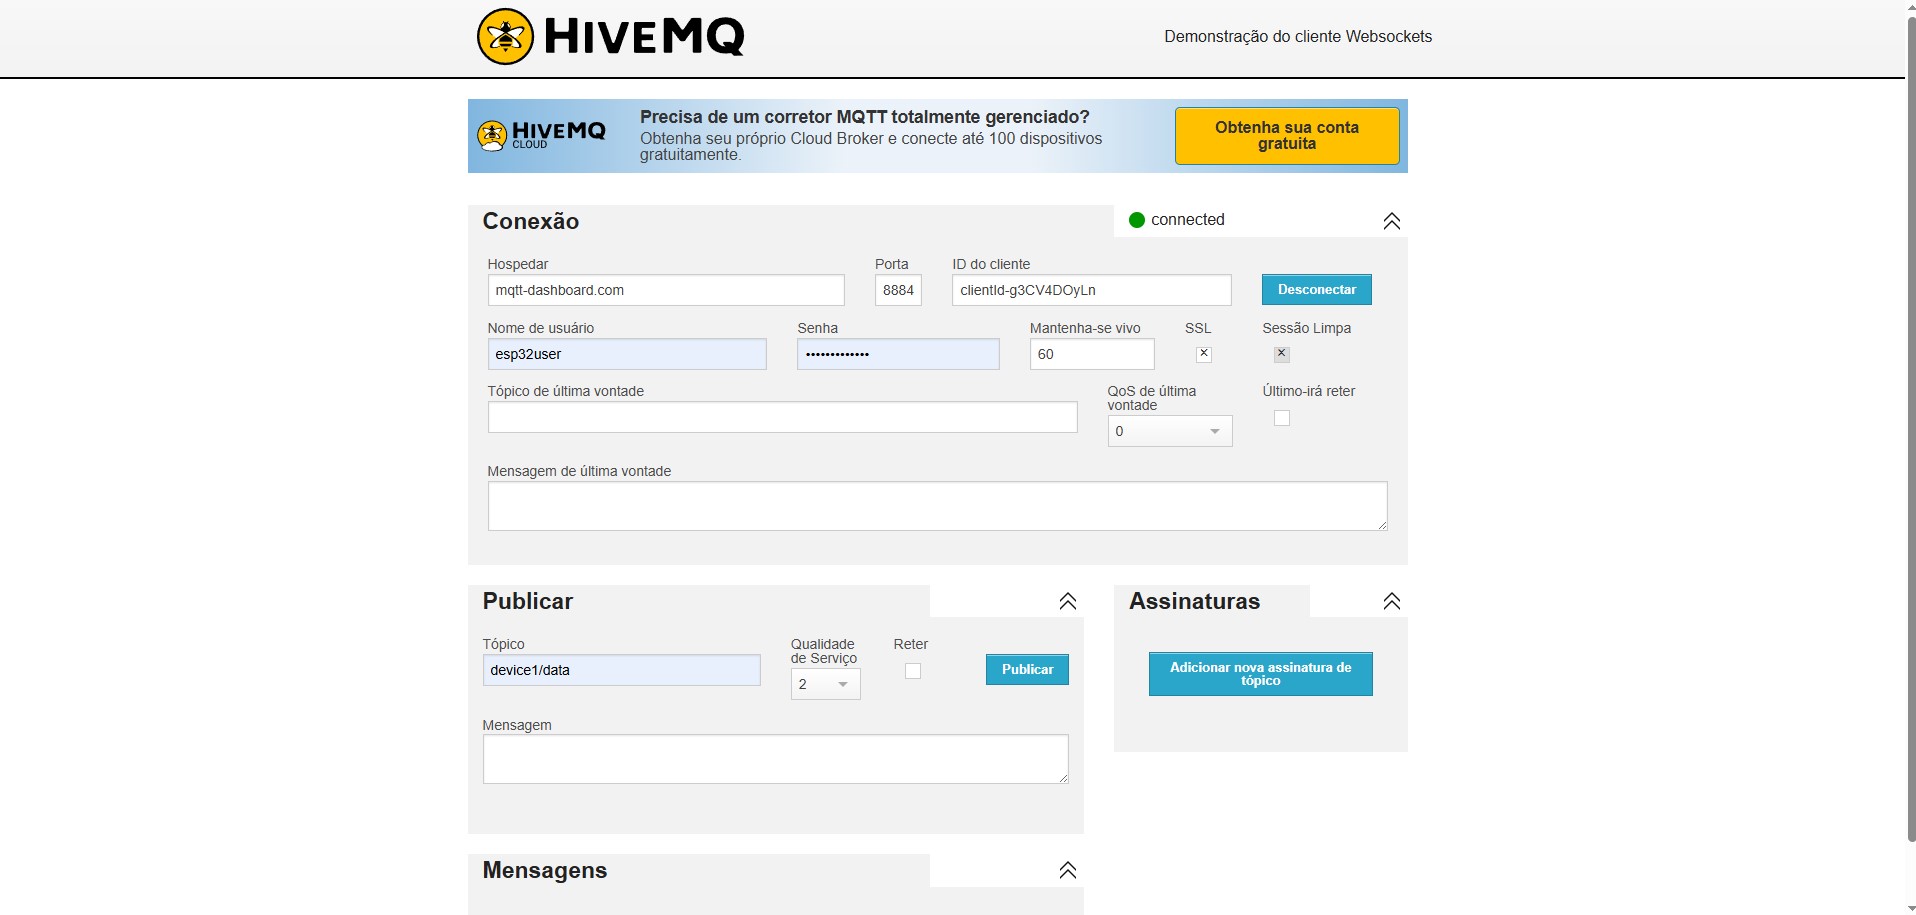 HIVEMQ
Demonstração do cliente Websockets
HIVEMQ
CLOUD
Precisa de um corretor MQTT totalmente gerenciado?
Obtenha seu próprio Cloud Broker e conecte até 100 dispositivos
gratuitamente.
Obtenha sua conta
gratuita
Conexão
connected
Hospedar
Porta
ID do cliente
mqtt-dashboard.com
8884
clientId-g3CV4DOyLn
Desconectar
Nome de usuário
Senha
Mantenha-se vivo
SSL
Sessão Limpa
esp32user
•••••••••••••
60
Tópico de última vontade
QoS de última
vontade
Último-irá reter
0
Mensagem de última vontade
Publicar
Assinaturas
Tópico
Qualidade
de Serviço
Reter
device1/data
2
Publicar
Adicionar nova assinatura de
tópico
Mensagem
Mensagens